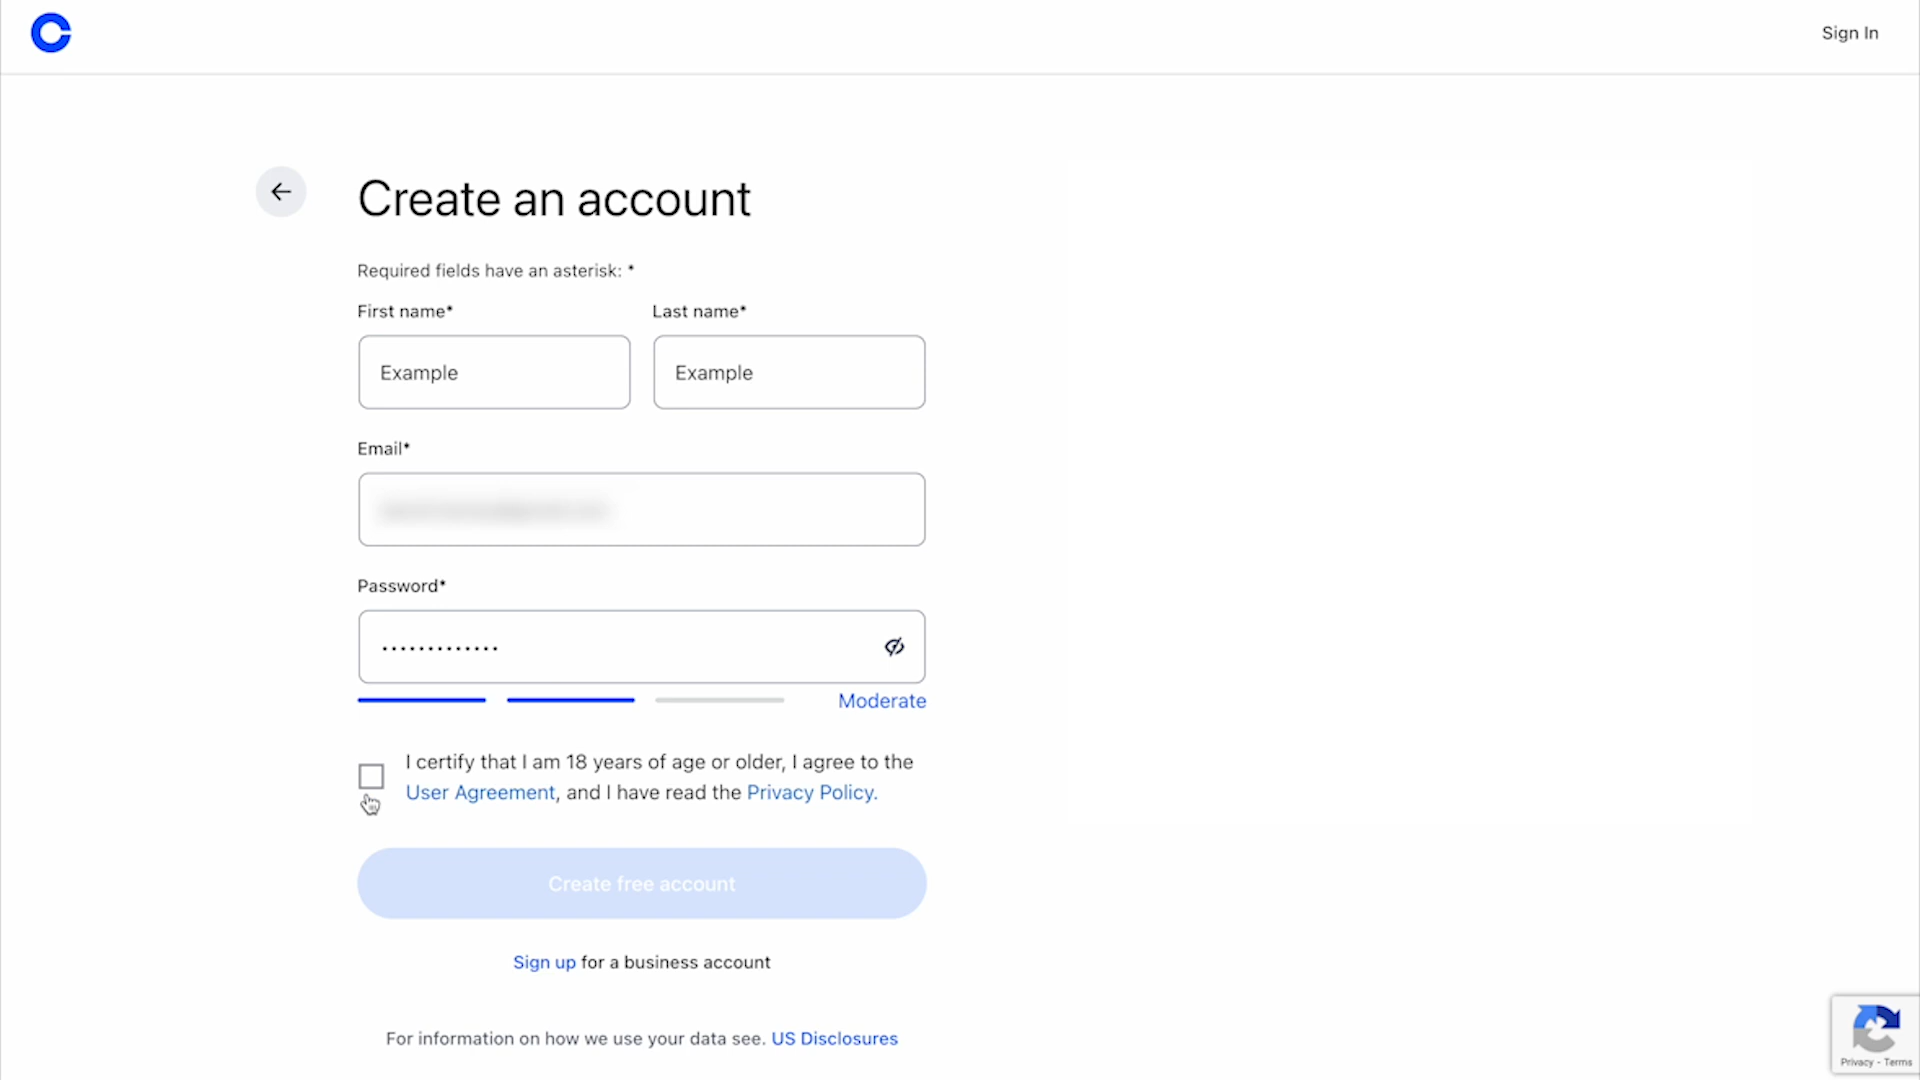 Sign In
Create an account
Required fields have an asterisk: *
First name* Last name*
Example Example
Email*
Password*
Moderate
I certify that I am 18 years of age or older, I agree to the
User Agreement, and I have read the Privacy Policy.
Create free account
Sign up for a business account
For information on how we use your data see. US Disclosures
Privacy - Terms